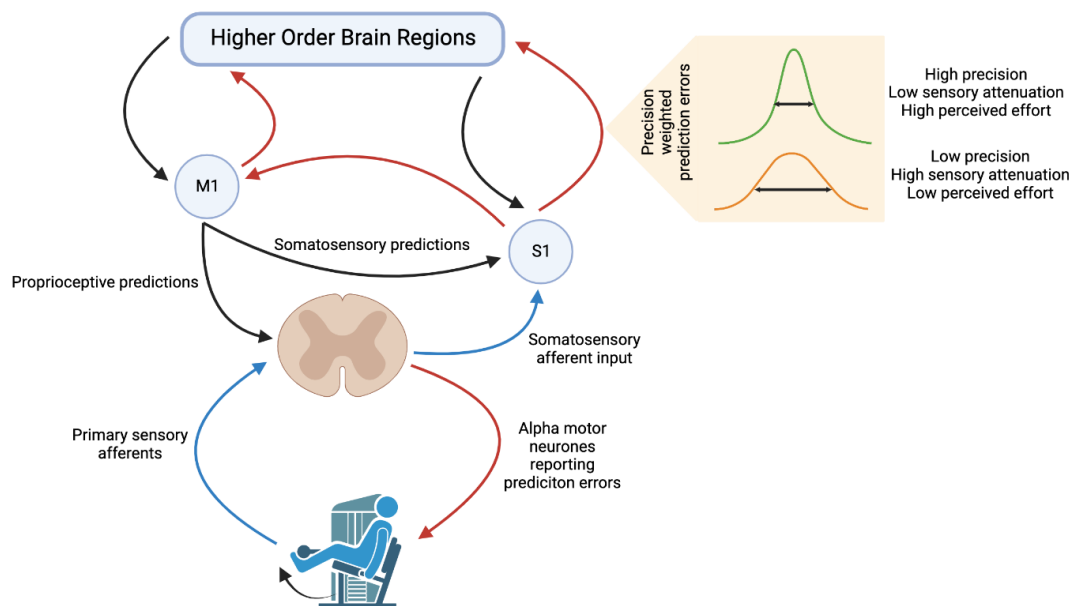 Higher Order Brain Regions
M1
S1
Somatosensory predictions
Proprioceptive predictions
Somatosensory
afferent input
Primary sensory
afferents
Alpha motor
neurones
reporting
prediciton errors
Precision
weighted
prediction errors
High precision
Low sensory attenuation
High perceived effort
Low precision
High sensory attenuation
Low perceived effort